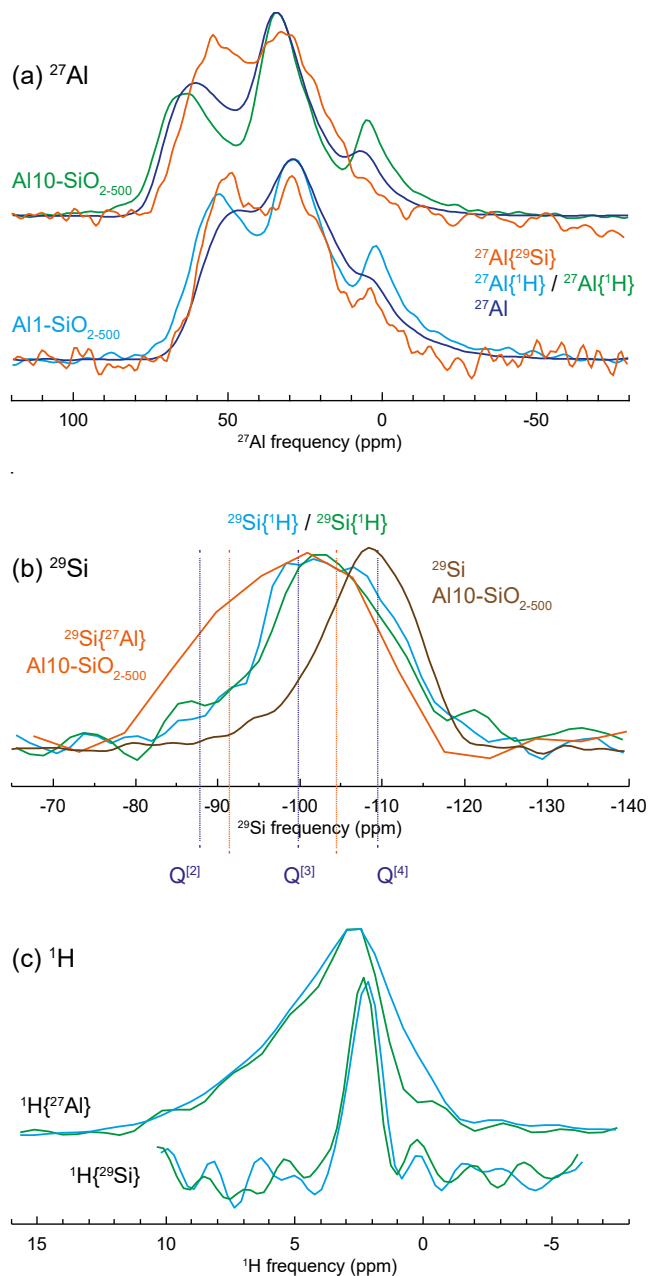 (a) ²⁷Al
Al10-SiO₂₋₅₀₀
²⁷Al{²⁹Si}
²⁷Al{¹H} / ²⁷Al{¹H}
²⁷Al
Al1-SiO₂₋₅₀₀
100 50 0 -50
²⁷Al frequency (ppm)
²⁹Si{¹H} / ²⁹Si{¹H}
(b) ²⁹Si
²⁹Si
Al10-SiO₂₋₅₀₀
²⁹Si{²⁷Al}
Al10-SiO₂₋₅₀₀
-70 -80 -90 -100 -110 -120 -130 -140
²⁹Si frequency (ppm)
Q[2] Q[3] Q[4]
(c) ¹H
¹H{²⁷Al}
¹H{²⁹Si}
15 10 5 0 -5
¹H frequency (ppm)